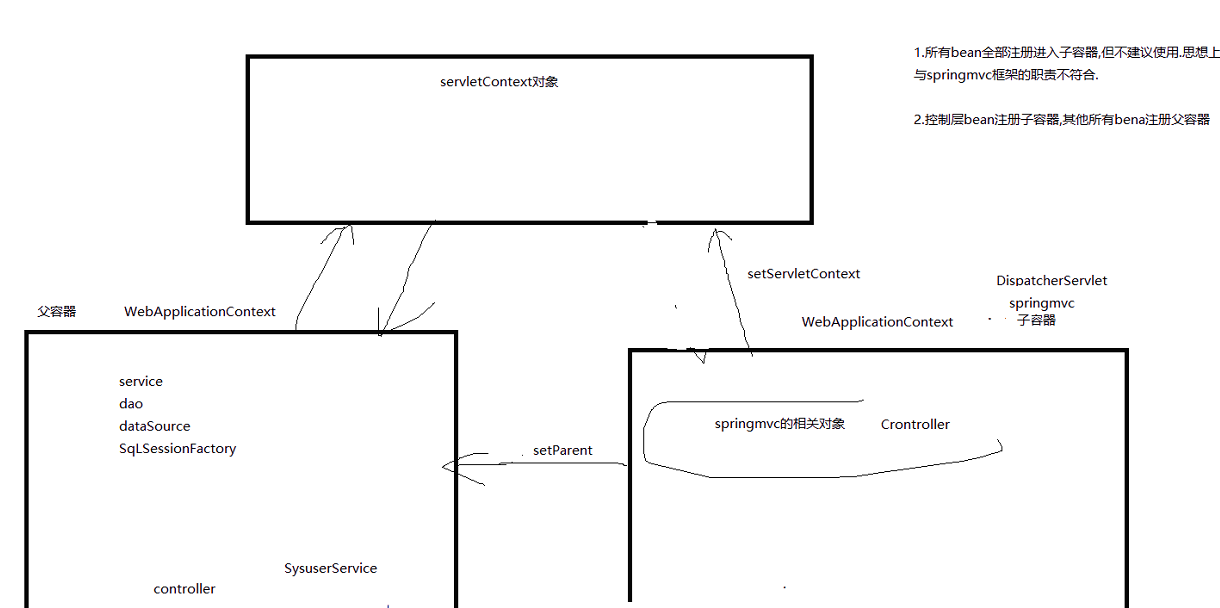 1.所有bean全部注册进入子容器,但不建议使用.思想上
与springmvc框架的职责不符合.
servletContext对象
2.控制层bean注册子容器,其他所有bena注册父容器
setServletContext
DispatcherServlet
springmvc
子容器
父容器 WebApplicationContext
WebApplicationContext
service
dao
dataSource
SqLSessionFactory
springmvc的相关对象 Crontroller
setParent
SysuserService
controller